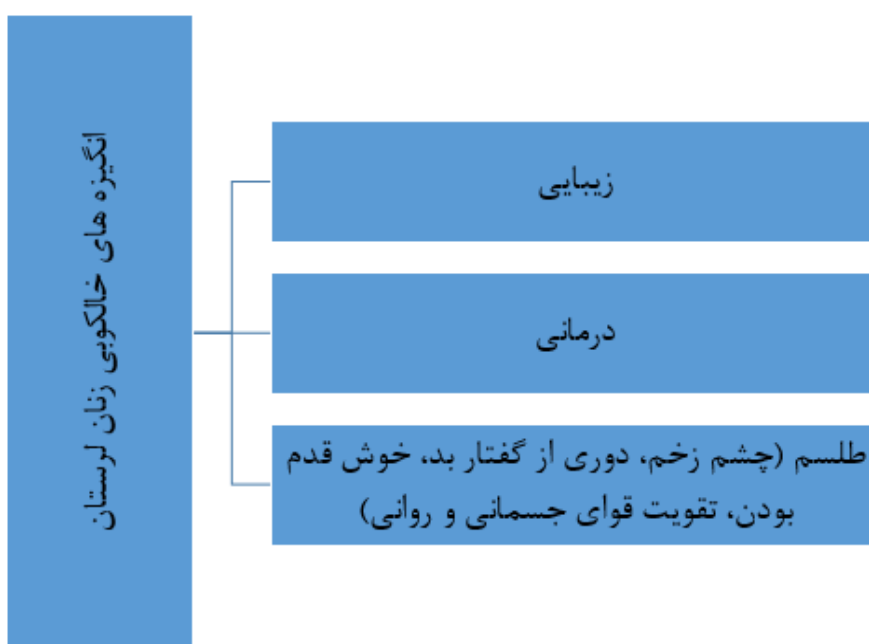 انگیزه های خالکوبی زنان لرستان
زیبایی
درمانی
طلسم (چشم زخم، دوری از گفتار بد، خوش قدم
بودن، تقویت قوای جسمانی و روانی)